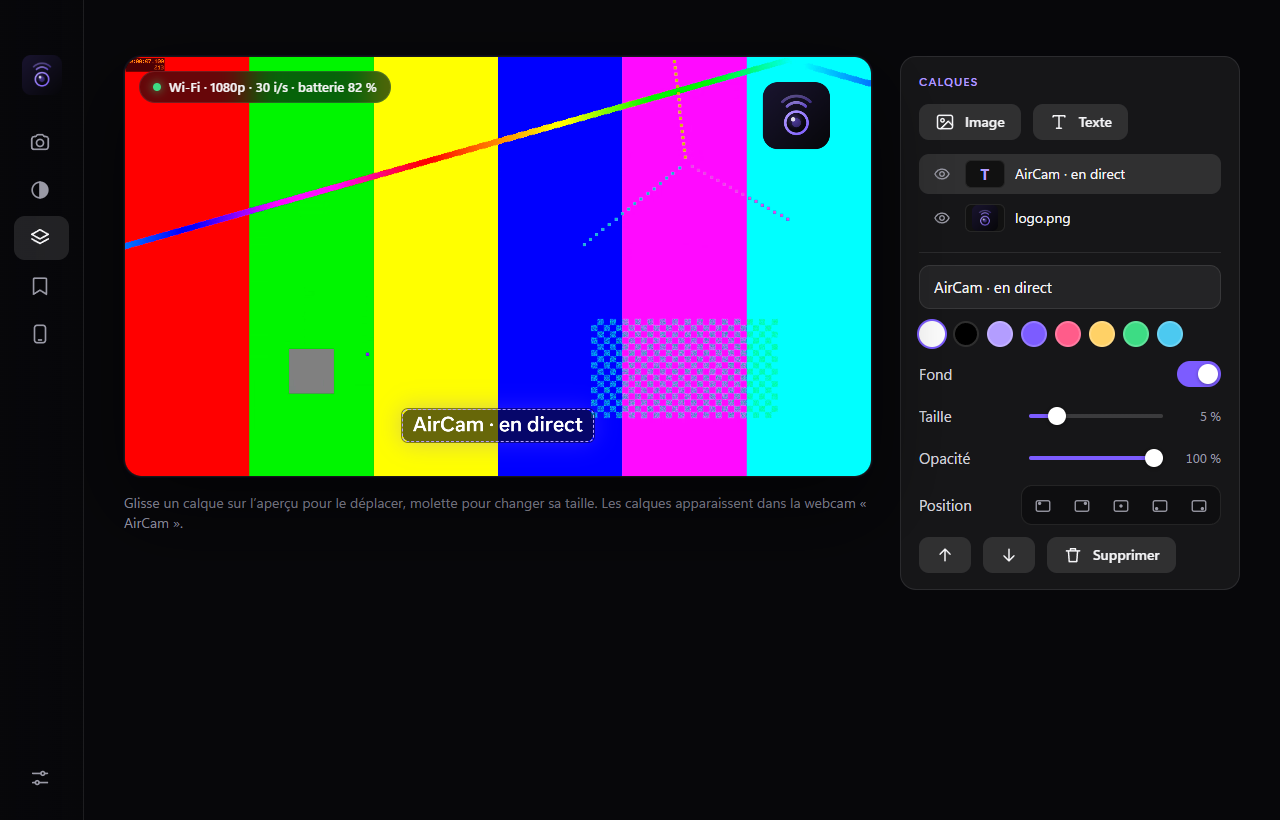 Wi-Fi · 1080p · 30 i/s · batterie 82 %
AirCam · en direct
Glisse un calque sur l'aperçu pour le déplacer, molette pour changer sa taille. Les calques apparaissent dans la webcam «
AirCam ».
CALQUES
Image
Texte
T AirCam · en direct
logo.png
AirCam · en direct
Fond
Taille 5 %
Opacité 100 %
Position
Supprimer